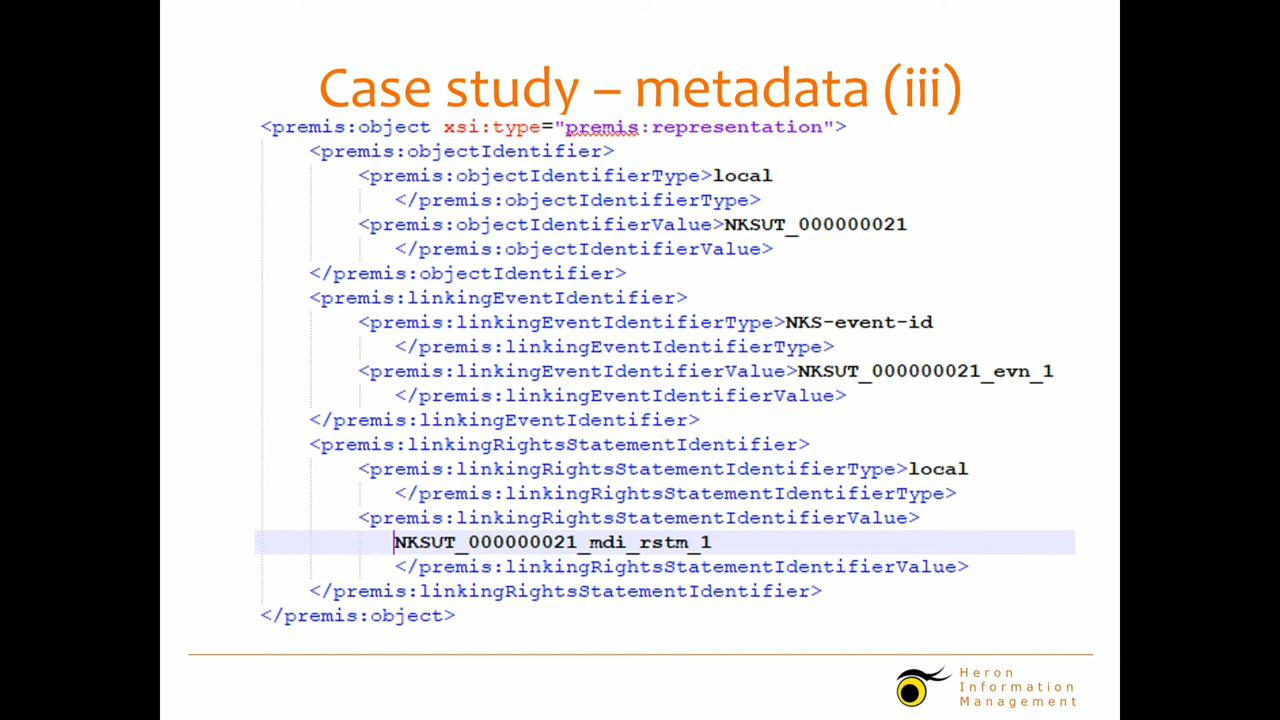 Case study – metadata (iii)
<premis:object xsi:type="premis:representation">
<premis:objectIdentifier>
<premis:objectIdentifierType>local
</premis:objectIdentifierType>
<premis:objectIdentifierValue>NKSUT_000000021
</premis:objectIdentifierValue>
</premis:objectIdentifier>
<premis:linkingEventIdentifier>
<premis:linkingEventIdentifierType>NKS-event-id
</premis:linkingEventIdentifierType>
<premis:linkingEventIdentifierValue>NKSUT_000000021_evn_1
</premis:linkingEventIdentifierValue>
</premis:linkingEventIdentifier>
<premis:linkingRightsStatementIdentifier>
<premis:linkingRightsStatementIdentifierType>local
</premis:linkingRightsStatementIdentifierType>
<premis:linkingRightsStatementIdentifierValue>
NKSUT_000000021_mdi_rstm_1
</premis:linkingRightsStatementIdentifierValue>
</premis:linkingRightsStatementIdentifier>
</premis:object>
Heron
Information
Management